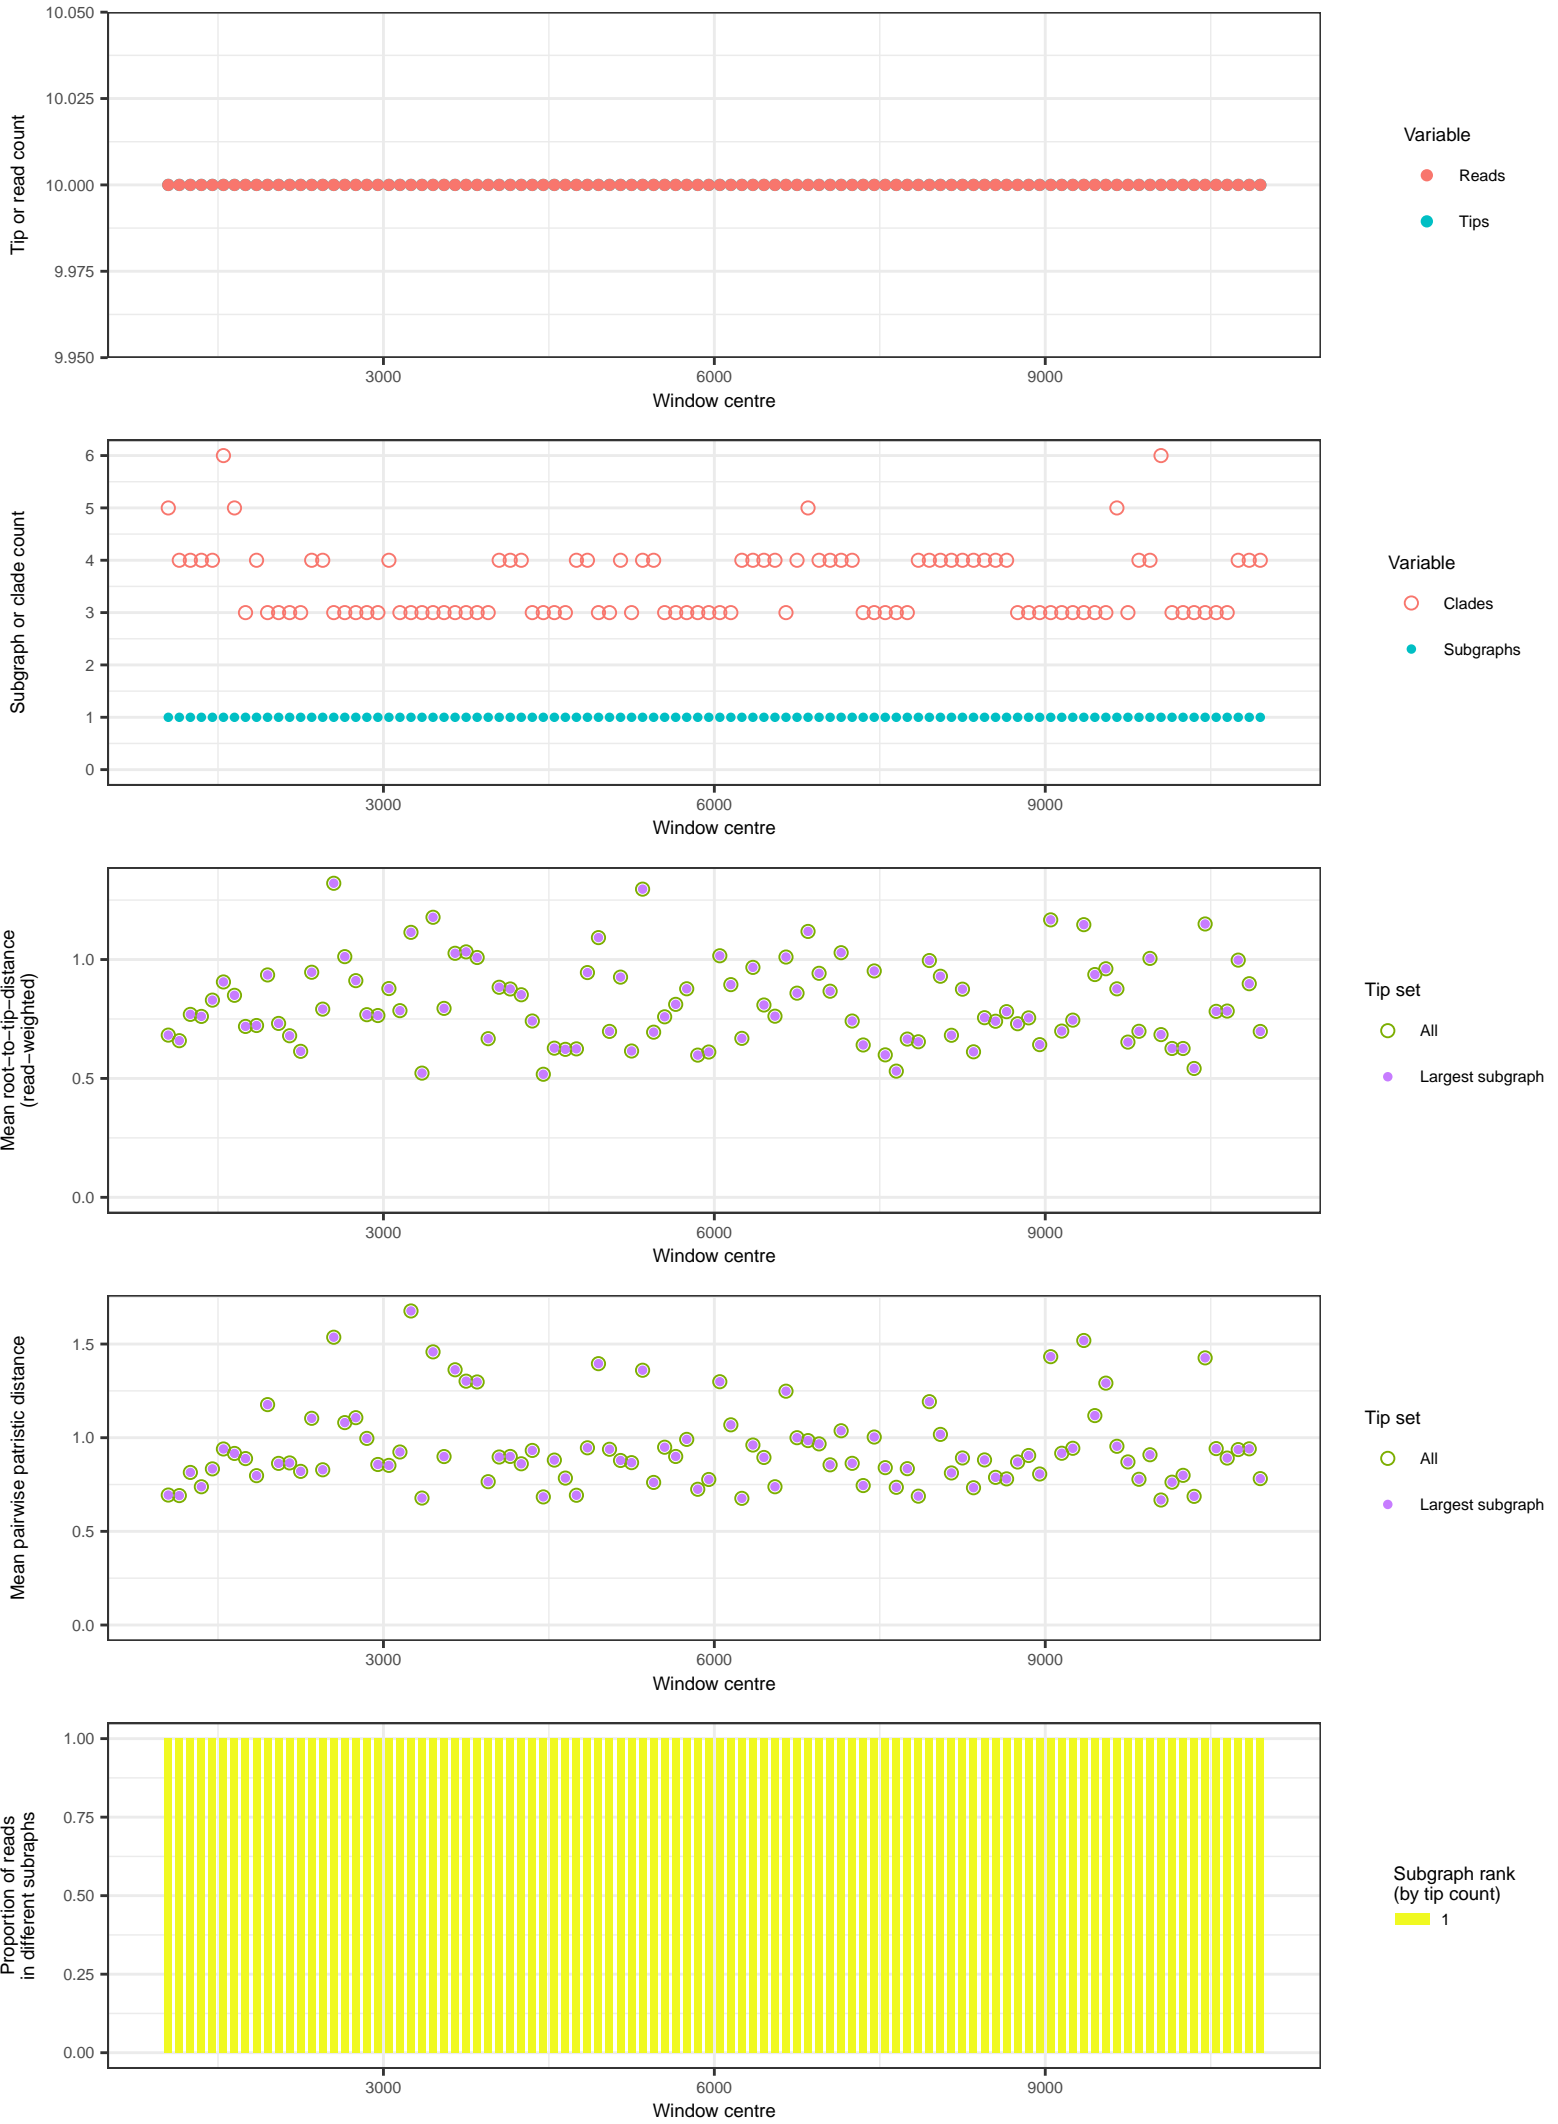 10.050
10.025
10.000
9.975
9.950
Tip or read count
3000 6000 9000
Window centre
Variable
Reads
Tips
6
5
4
3
2
1
0
Subgraph or clade count
3000 6000 9000
Window centre
Variable
Clades
Subgraphs
1.0
0.5
0.0
Mean root−to−tip−distance
(read−weighted)
3000 6000 9000
Window centre
Tip set
All
Largest subgraph
1.5
1.0
0.5
0.0
Mean pairwise patristic distance
3000 6000 9000
Window centre
Tip set
All
Largest subgraph
1.00
0.75
0.50
0.25
0.00
Proportion of reads
in different subraphs
3000 6000 9000
Window centre
Subgraph rank
(by tip count)
1